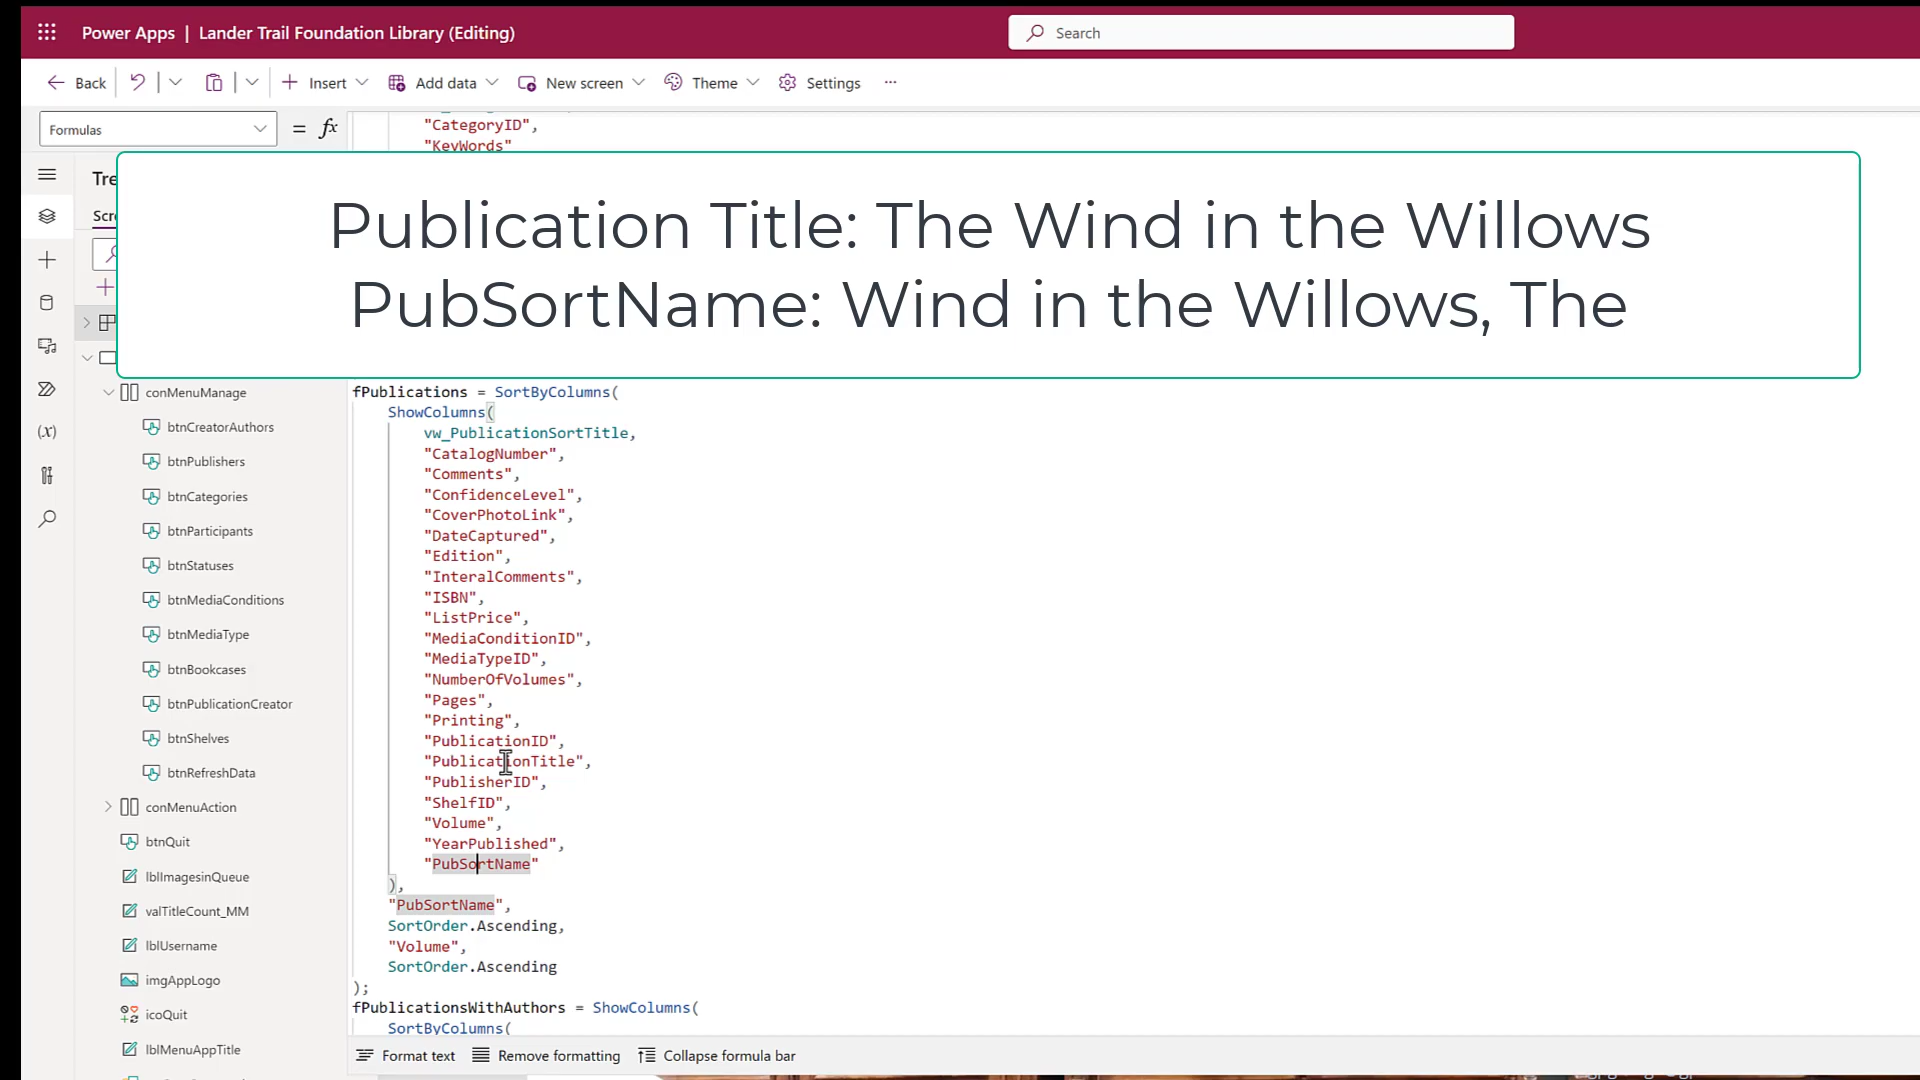 Power Apps | Lander Trail Foundation Library (Editing)
Search
Back
Insert
Add data
New screen
Theme
Settings
...
Formulas
= fx
"CategoryID",
"KeyWords"
Tre
Scr
Publication Title: The Wind in the Willows
PubSortName: Wind in the Willows, The
conMenuManage
btnCreatorAuthors
btnPublishers
btnCategories
btnParticipants
btnStatuses
btnMediaConditions
btnMediaType
btnBookcases
btnPublicationCreator
btnShelves
btnRefreshData
conMenuAction
btnQuit
lblImagesinQueue
valTitleCount_MM
lblUsername
imgAppLogo
icoQuit
lblMenuAppTitle
fPublications = SortByColumns(
ShowColumns(
vw_PublicationSortTitle,
"CatalogNumber",
"Comments",
"ConfidenceLevel",
"CoverPhotoLink",
"DateCaptured",
"Edition",
"InteralComments",
"ISBN",
"ListPrice",
"MediaConditionID",
"MediaTypeID",
"NumberOfVolumes",
"Pages",
"Printing",
"PublicationID",
"PublicationTitle",
"PublisherID",
"ShelfID",
"Volume",
"YearPublished",
"PubSortName"
),
"PubSortName",
SortOrder.Ascending,
"Volume",
SortOrder.Ascending
);
fPublicationsWithAuthors = ShowColumns(
SortByColumns(
Format text
Remove formatting
Collapse formula bar